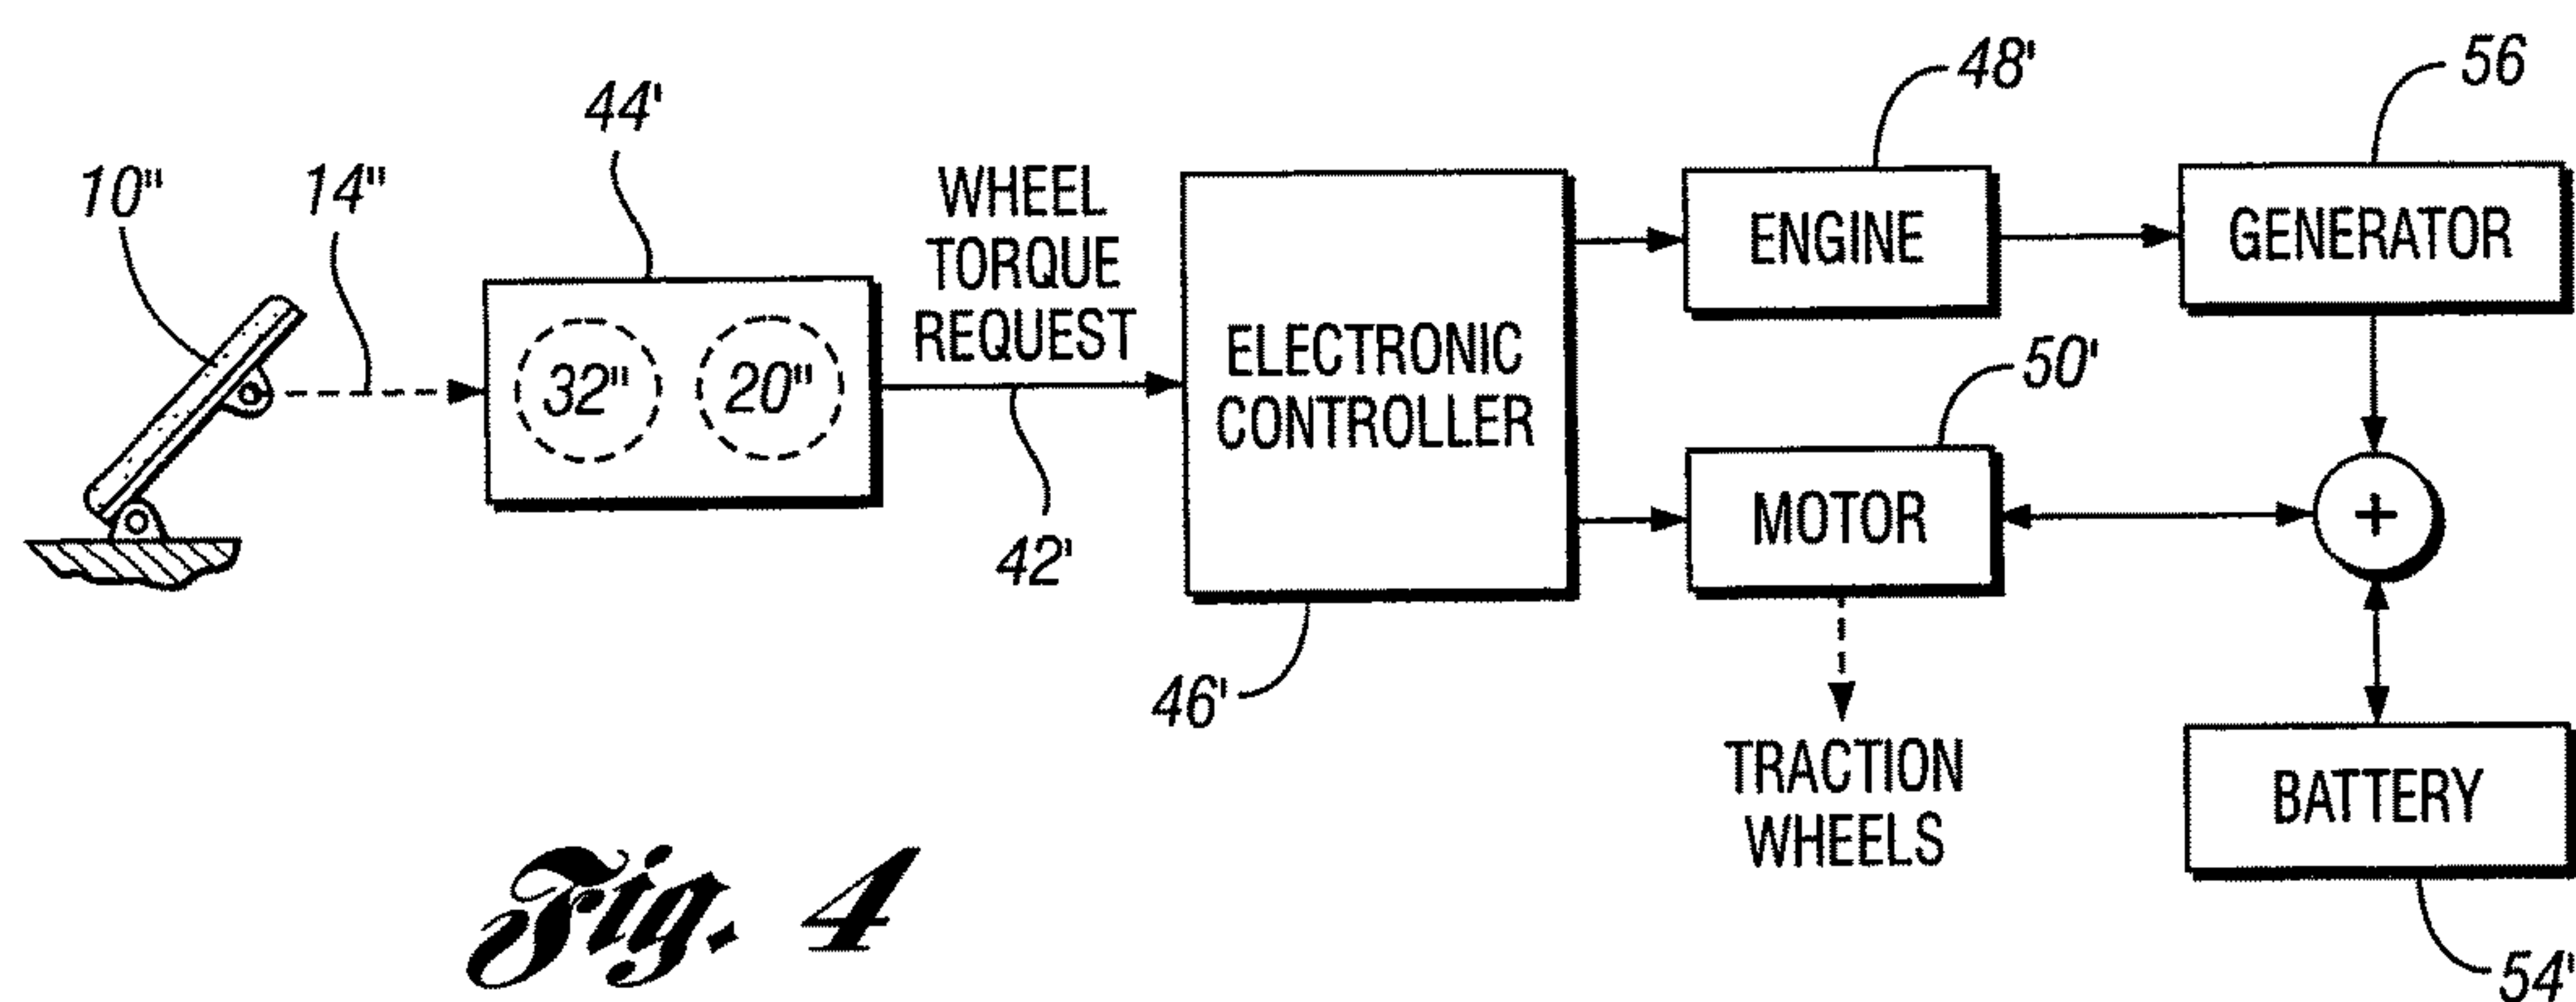 10"
14"
44'
32"
20"
WHEEL
TORQUE
REQUEST
42'
ELECTRONIC
CONTROLLER
46'
48'
ENGINE
56
GENERATOR
50'
MOTOR
+
TRACTION
WHEELS
BATTERY
54'
Fig. 4